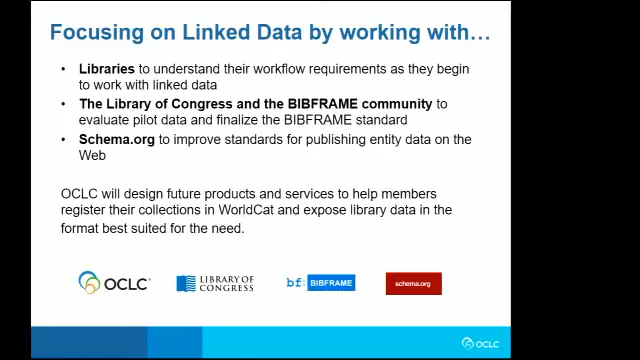 Focusing on Linked Data by working with…
• Libraries to understand their workflow requirements as they begin
to work with linked data
• The Library of Congress and the BIBFRAME community to
evaluate pilot data and finalize the BIBFRAME standard
• Schema.org to improve standards for publishing entity data on the
Web
OCLC will design future products and services to help members
register their collections in WorldCat and expose library data in the
format best suited for the need.
OCLC™
LIBRARY OF
CONGRESS
bf: BIBFRAME
schema.org
OCLC